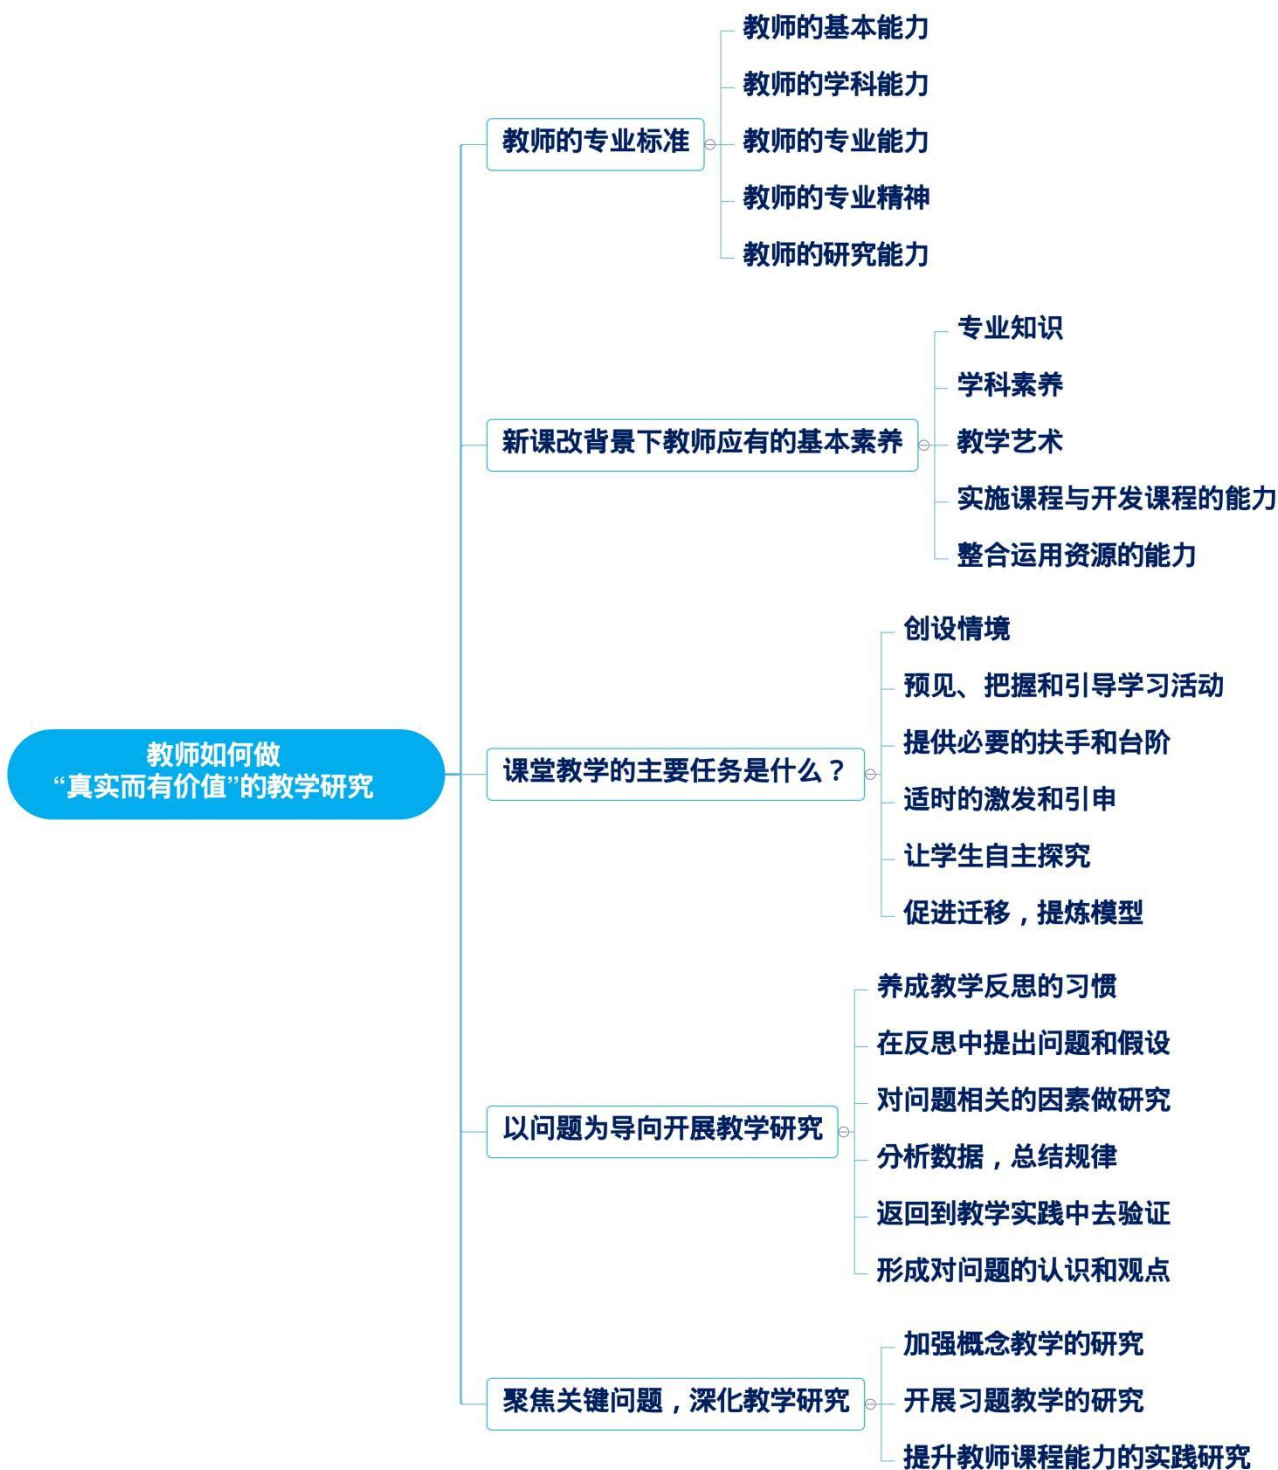 教师如何做
“真实而有价值”的教学研究
教师的专业标准
教师的基本能力
教师的学科能力
教师的专业能力
教师的专业精神
教师的研究能力
新课改背景下教师应有的基本素养
专业知识
学科素养
教学艺术
实施课程与开发课程的能力
整合运用资源的能力
课堂教学的主要任务是什么？
创设情境
预见、把握和引导学习活动
提供必要的扶手和台阶
适时的激发和引申
让学生自主探究
促进迁移，提炼模型
以问题为导向开展教学研究
养成教学反思的习惯
在反思中提出问题和假设
对问题相关的因素做研究
分析数据，总结规律
返回到教学实践中去验证
形成对问题的认识和观点
聚焦关键问题，深化教学研究
加强概念教学的研究
开展习题教学的研究
提升教师课程能力的实践研究